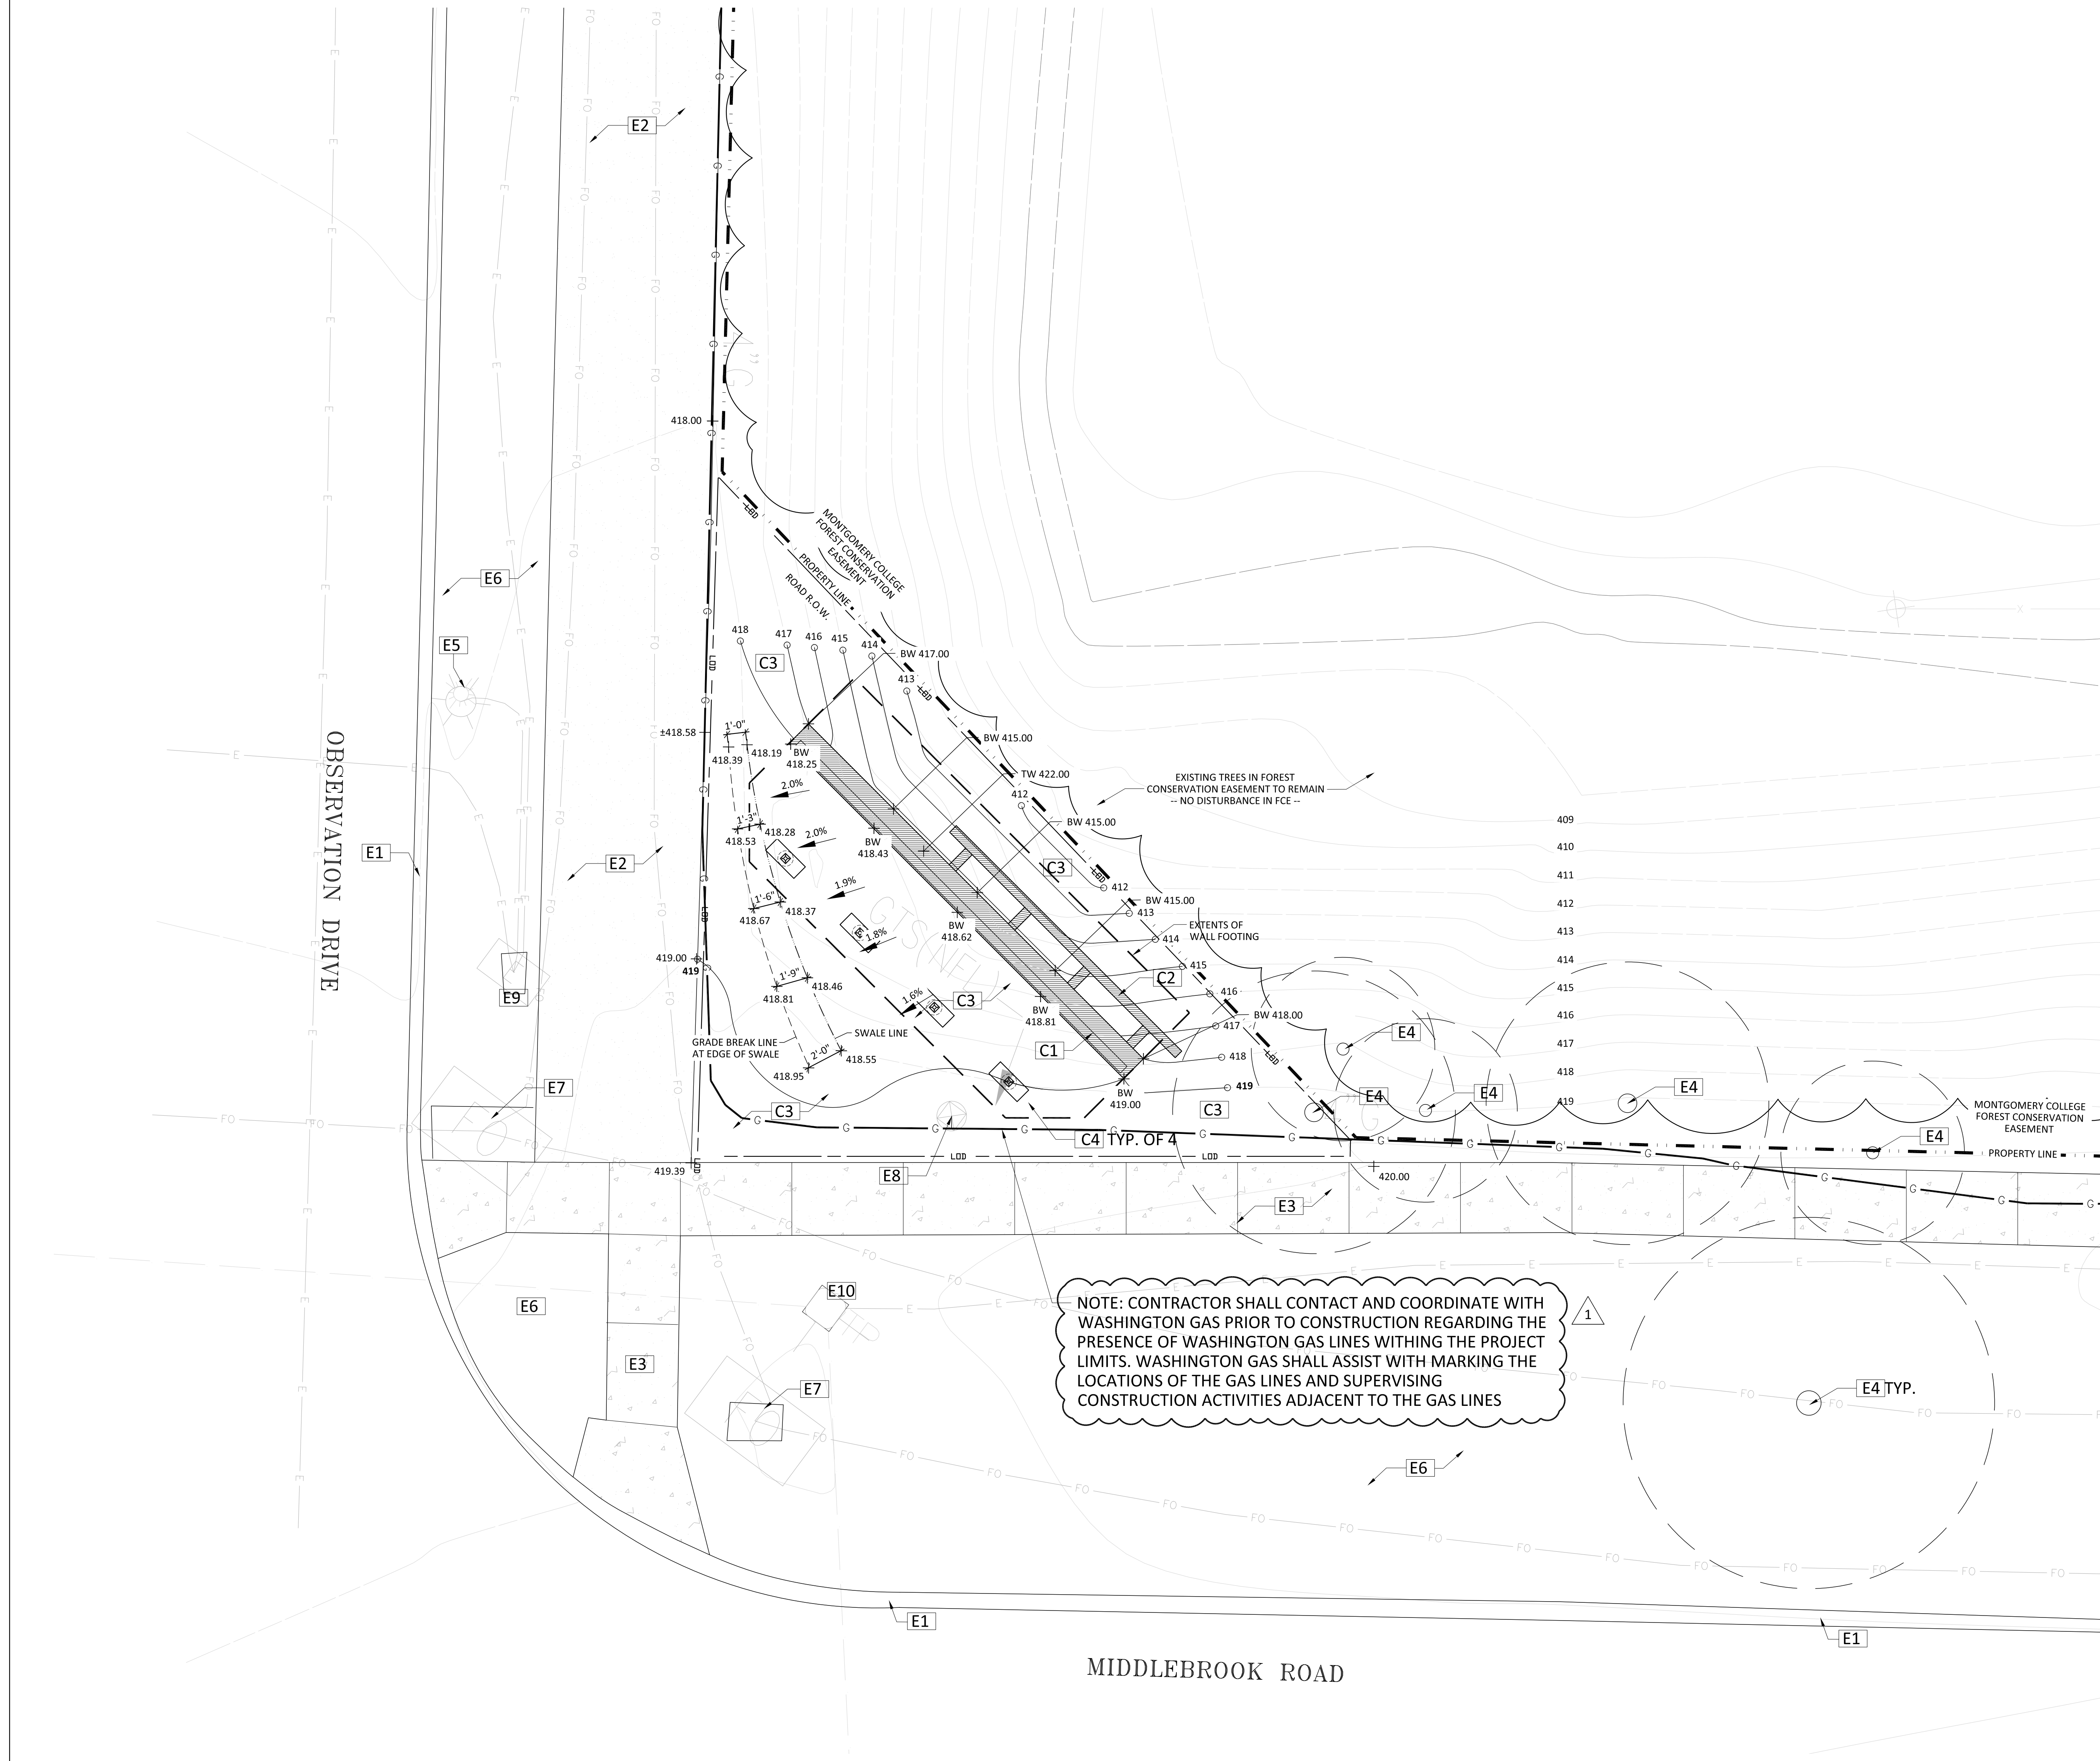 E2
418.00
E6
E5
E1
E2
OBSERVATION DRIVE
E9
E7
E6
E3
E10
E7
E8
MONTGOMERY COLLEGE
FOREST CONSERVATION
EASEMENT
LOD
PROPERTY LINE
ROAD R.O.W.
418
417
416
415
414
413
C3
BW 417.00
LOD
BW 415.00
TW 422.00
412
BW 415.00
C3
LOD
412
BW 415.00
413
EXTENTS OF
WALL FOOTING
414
415
C2
416
BW 418.00
417
418
419
LOD
EXISTING TREES IN FOREST
CONSERVATION EASEMENT TO REMAIN
-- NO DISTURBANCE IN FCE --
±418.58
1'-0"
418.39
418.19
BW
418.25
2.0%
1'-3"
418.53
418.28
2.0%
BW
418.43
1'-6"
418.67
418.37
1.9%
1.8%
BW
418.62
419.00
419
1'-9"
418.81
418.46
1.6%
C3
BW
418.81
SWALE LINE
GRADE BREAK LINE
AT EDGE OF SWALE
2'-0"
418.95
418.55
C1
BW
419.00
C3
C3
C4 TYP. OF 4
LOD
LOD
LOD
LOD
LOD
419.39
420.00
E3
409
410
411
412
413
414
415
416
417
418
419
E4
E4
E4
E4
E4
MONTGOMERY COLLEGE
FOREST CONSERVATION
EASEMENT
PROPERTY LINE
NOTE: CONTRACTOR SHALL CONTACT AND COORDINATE WITH
WASHINGTON GAS PRIOR TO CONSTRUCTION REGARDING THE
PRESENCE OF WASHINGTON GAS LINES WITHING THE PROJECT
LIMITS. WASHINGTON GAS SHALL ASSIST WITH MARKING THE
LOCATIONS OF THE GAS LINES AND SUPERVISING
CONSTRUCTION ACTIVITIES ADJACENT TO THE GAS LINES
1
E4 TYP.
E6
E1
E1
MIDDLEBROOK ROAD